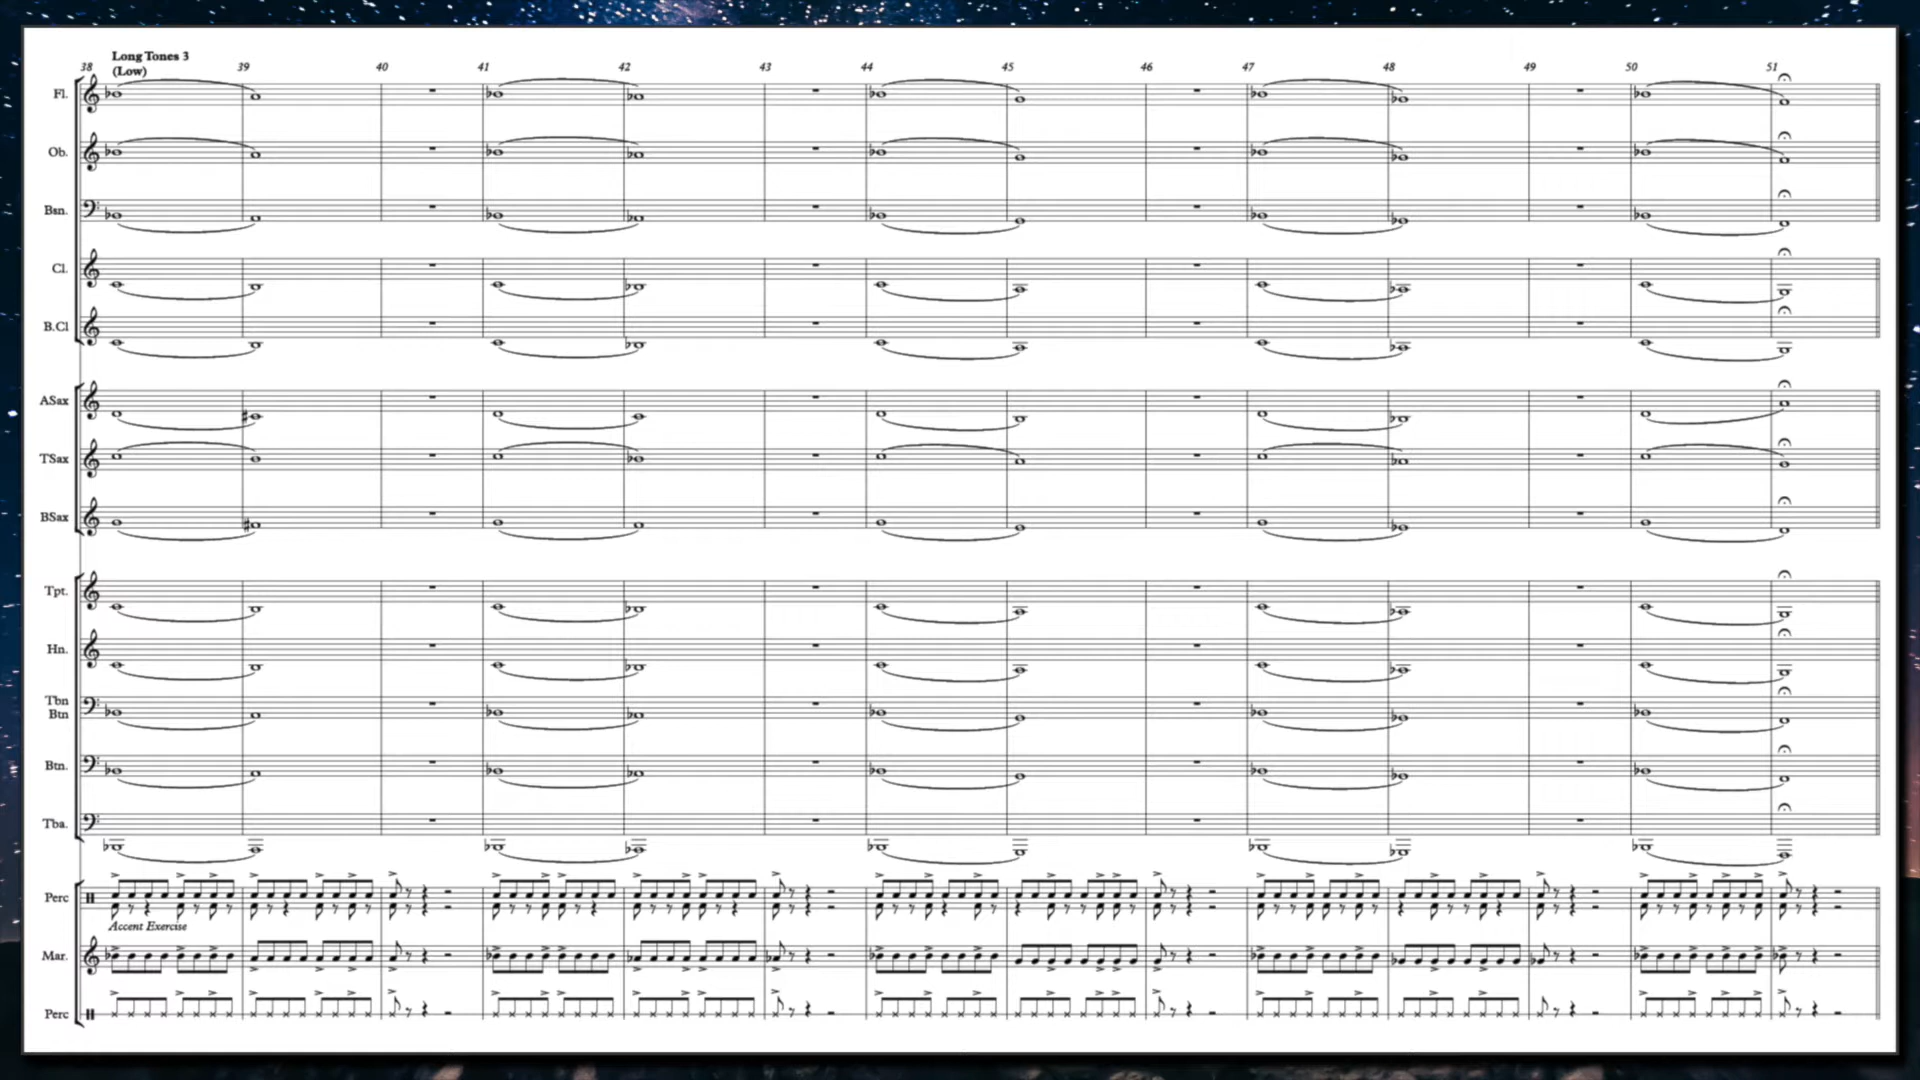 Long Tones 3
(Low)
38 39 40 41 42 43 44 45 46 47 48 49 50 51
Fl.
Ob.
Bsn.
Cl.
B.Cl
ASax
TSax
BSax
Tpt.
Hn.
Tbn
Btn
Btn.
Tba.
Perc
Accent Exercise
Mar.
Perc